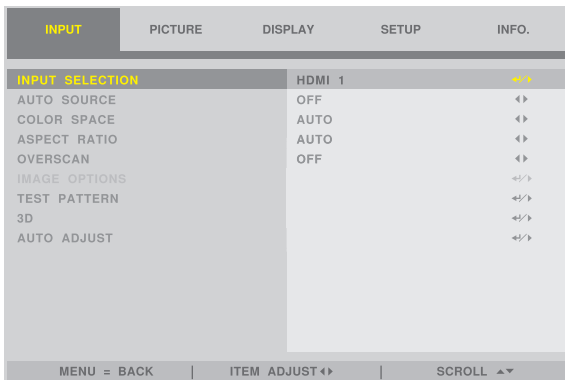 INPUT PICTURE DISPLAY SETUP INFO.
INPUT SELECTION HDMI 1
AUTO SOURCE OFF
COLOR SPACE AUTO
ASPECT RATIO AUTO
OVERSCAN OFF
IMAGE OPTIONS
TEST PATTERN
3D
AUTO ADJUST
MENU = BACK | ITEM ADJUST | SCROLL